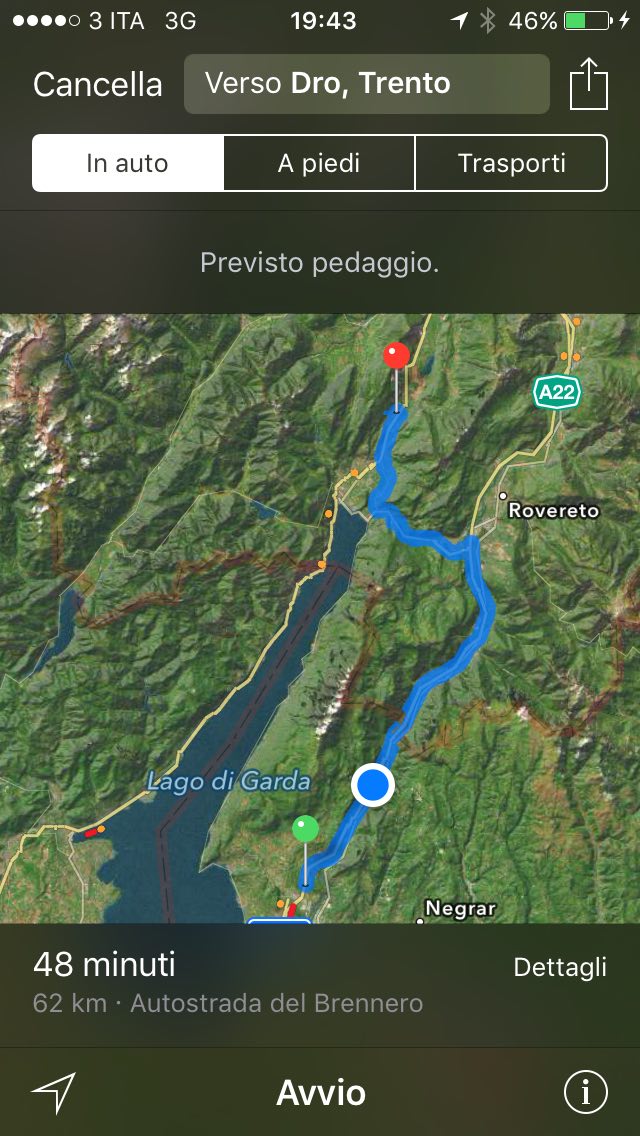 3 ITA 3G 19:43 46%
Cancella Verso Dro, Trento
In auto A piedi Trasporti
Previsto pedaggio.
A22
Rovereto
Lago di Garda
Negrar
48 minuti Dettagli
62 km · Autostrada del Brennero
Avvio